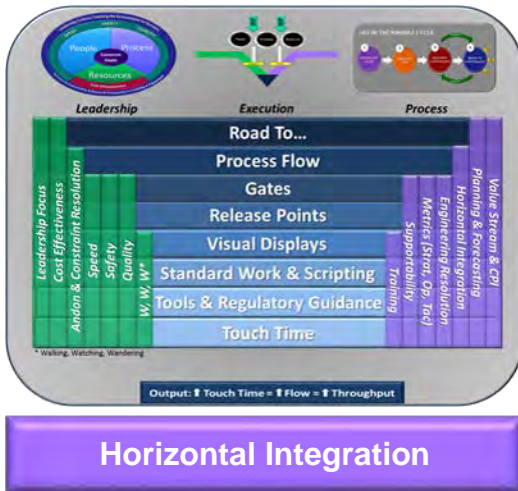 People
Process
Resources
Leadership
Execution
Process
Road To...
Process Flow
Gates
Release Points
Visual Displays
Standard Work & Scripting
Tools & Regulatory Guidance
Touch Time
Leadership Focus
Cost Effectiveness
Andon & Constraint Resolution
Speed
Safety
Quality
W, W, W*
Training
Supportability
Metrics (Strat, Op, Tac)
Engineering Resolution
Horizontal Integration
Planning & Forecasting
Value Stream & CPI
* Walking, Watching, Wandering
Output: ⬆ Touch Time = ⬆ Flow = ⬆ Throughput
Horizontal Integration